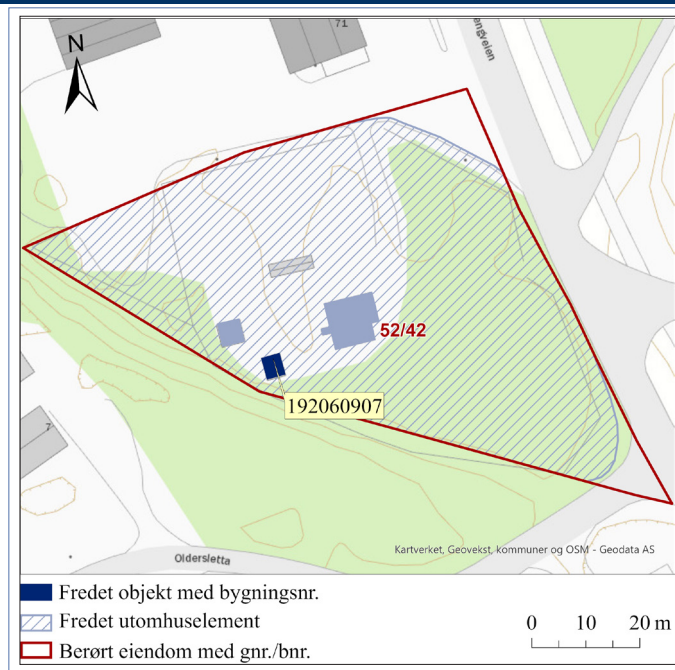 71
N
52/42
192060907
7
Oldersletta
Kartverket, Geovekst, kommuner og OSM - Geodata AS
Fredet objekt med bygningsnr.
Fredet utomhuselement
Berørt eiendom med gnr./bnr.
0 10 20 m